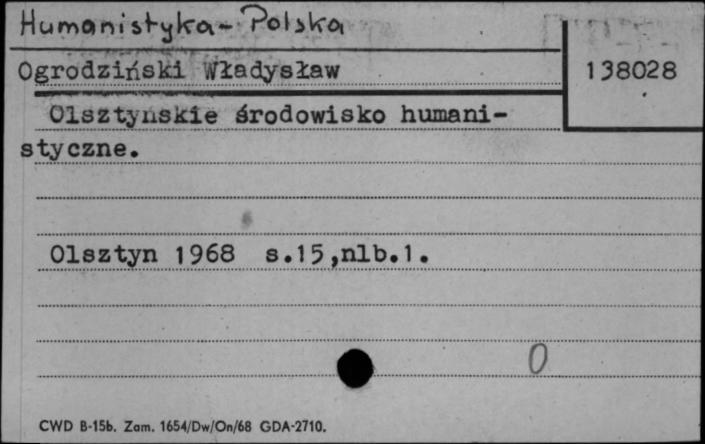 Humanistyka - Polska
Ogrodziński Władysław
138028
Olsztyńskie środowisko humani-
styczne.
Olsztyn 1968 s.15,nlb.1.
0
CWD B-15b. Zam. 1654/Dw/On/68 GDA-2710.